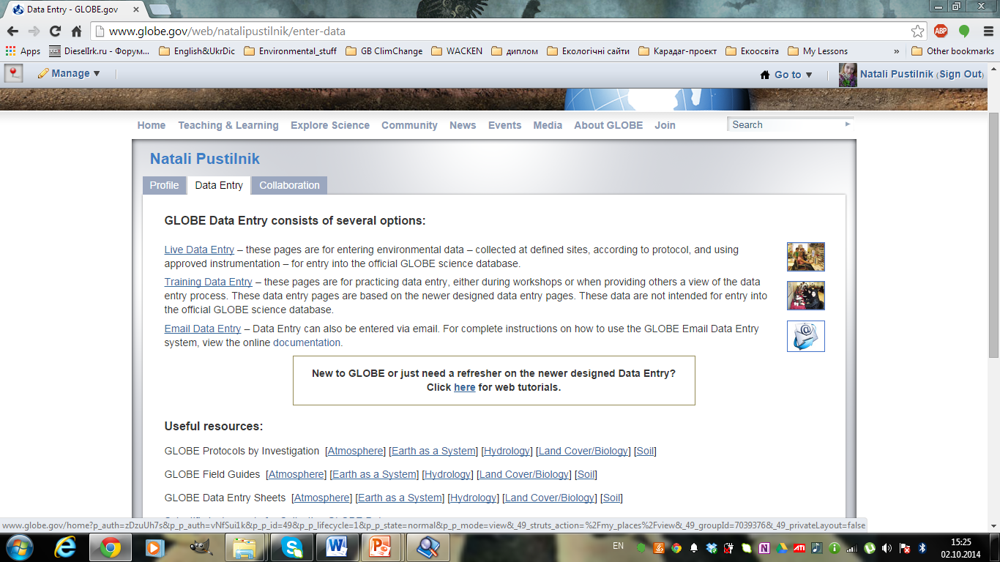 Data Entry - GLOBE.gov
www.globe.gov/web/natalipustilnik/enter-data
ABP
Apps DieselIrk.ru - Форум... English&UkrDic Environmental_stuff GB ClimChange WACKEN диплом Екологічні сайти Карадаг-проект Екоосвіта My Lessons » Other bookmarks
Manage Go to Natali Pustilnik (Sign Out)
Home Teaching & Learning Explore Science Community News Events Media About GLOBE Join Search
Natali Pustilnik
Profile Data Entry Collaboration
GLOBE Data Entry consists of several options:
Live Data Entry – these pages are for entering environmental data – collected at defined sites, according to protocol, and using
approved instrumentation – for entry into the official GLOBE science database.
Training Data Entry – these pages are for practicing data entry, either during workshops or when providing others a view of the data
entry process. These data entry pages are based on the newer designed data entry pages. These data are not intended for entry into
the official GLOBE science database.
Email Data Entry – Data Entry can also be entered via email. For complete instructions on how to use the GLOBE Email Data Entry
system, view the online documentation.
New to GLOBE or just need a refresher on the newer designed Data Entry?
Click here for web tutorials.
Useful resources:
GLOBE Protocols by Investigation [Atmosphere] [Earth as a System] [Hydrology] [Land Cover/Biology] [Soil]
GLOBE Field Guides [Atmosphere] [Earth as a System] [Hydrology] [Land Cover/Biology] [Soil]
GLOBE Data Entry Sheets [Atmosphere] [Earth as a System] [Hydrology] [Land Cover/Biology] [Soil]
www.globe.gov/home?p_auth=zDzuUh7s&p_p_auth=vNfSui1k&p_p_id=49&p_p_lifecycle=1&p_p_state=normal&p_p_mode=view&_49_struts_action=%2Fmy_places%2Fview&_49_groupId=7039376&_49_privateLayout=false
EN ATI 15:25
02.10.2014